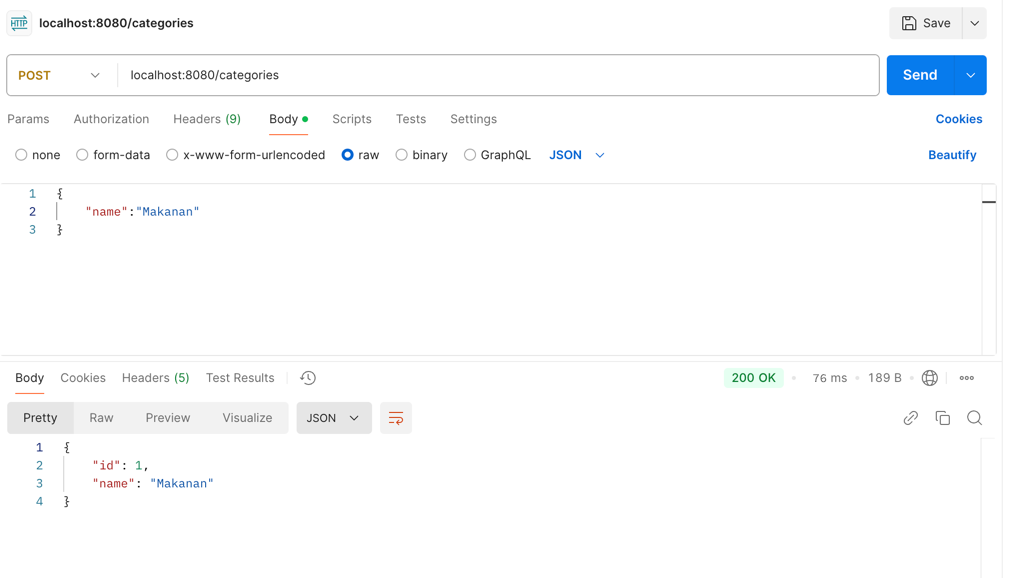 HTTP localhost:8080/categories Save
POST localhost:8080/categories Send
Params Authorization Headers (9) Body Scripts Tests Settings Cookies
none form-data x-www-form-urlencoded raw binary GraphQL JSON Beautify
1 {
2 "name":"Makanan"
3 }
Body Cookies Headers (5) Test Results 200 OK 76 ms 189 B
Pretty Raw Preview Visualize JSON
1 {
2 "id": 1,
3 "name": "Makanan"
4 }